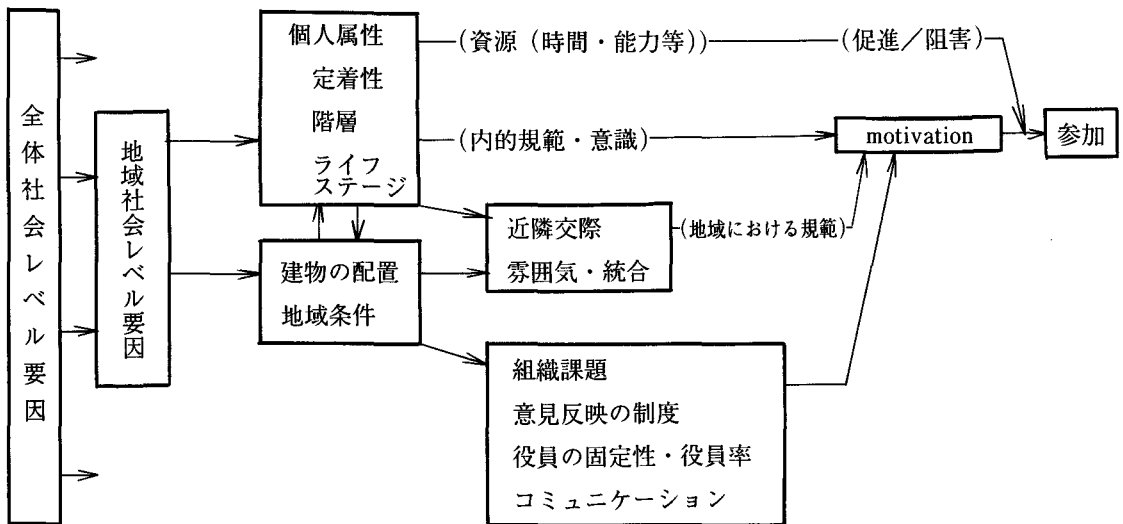 全体社会レベル要因
地域社会レベル要因
個人属性
定着性
階層
ライフ
ステージ
(資源(時間・能力等))
(促進/阻害)
(内的規範・意識)
motivation
参加
建物の配置
地域条件
近隣交際
雰囲気・統合
(地域における規範)
組織課題
意見反映の制度
役員の固定性・役員率
コミュニケーション